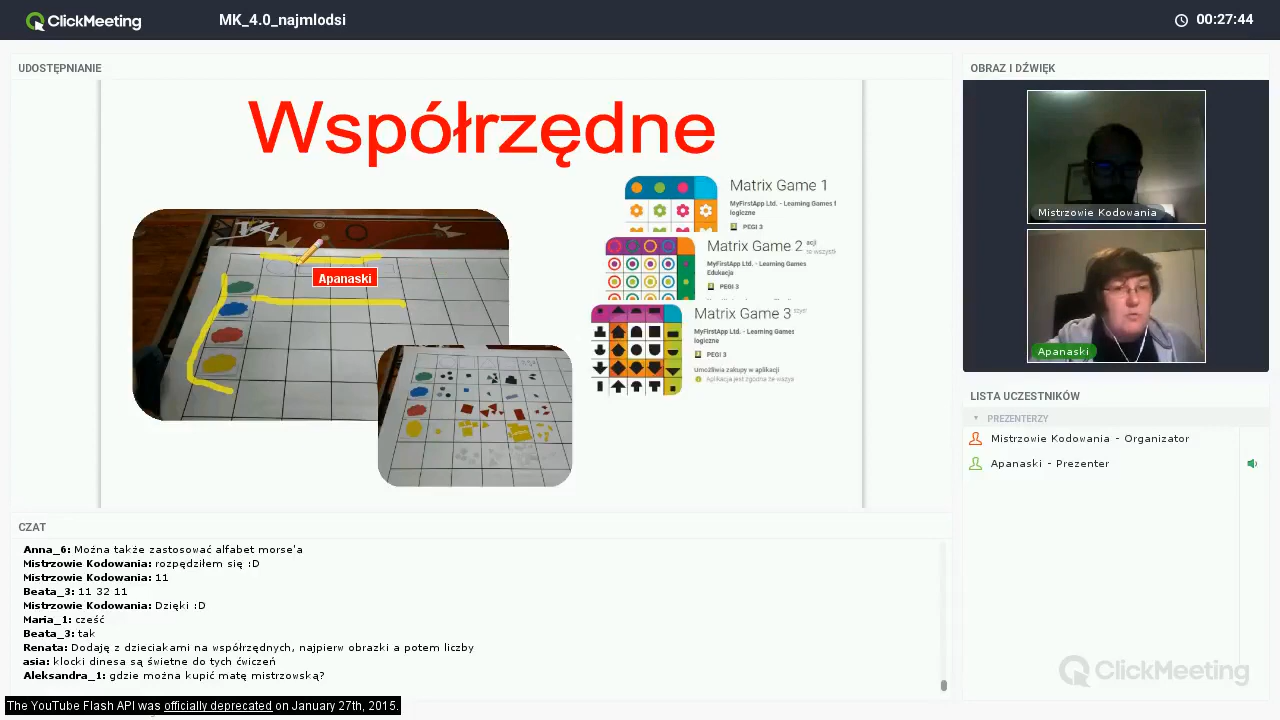 ClickMeeting
MK_4.0_najmlodsi
00:27:44
UDOSTĘPNIANIE
Współrzędne
Apanaski
Matrix Game 1
MyFirstApp Ltd. - Learning Games
logiczne
PEGI 3
Matrix Game 2
MyFirstApp Ltd. - Learning Games
Edukacja
PEGI 3
Matrix Game 3
MyFirstApp Ltd. - Learning Games
logiczne
PEGI 3
Umożliwia zakupy w aplikacji
Aplikacja jest zgodna ze wszys
OBRAZ I DŹWIĘK
Mistrzowie Kodowania
Apanaski
LISTA UCZESTNIKÓW
PREZENTERZY
Mistrzowie Kodowania - Organizator
Apanaski - Prezenter
CZAT
Anna_6: Można także zastosować alfabet morse'a
Mistrzowie Kodowania: rozpędziłem się :D
Mistrzowie Kodowania: 11
Beata_3: 11 32 11
Mistrzowie Kodowania: Dzięki :D
Maria_1: cześć
Beata_3: tak
Renata: Dodaję z dzieciakami na współrzędnych, najpierw obrazki a potem liczby
asia: klocki dinesa są świetne do tych ćwiczeń
Aleksandra_1: gdzie można kupić matę mistrzowską?
ClickMeeting
The YouTube Flash API was officially deprecated on January 27th, 2015.